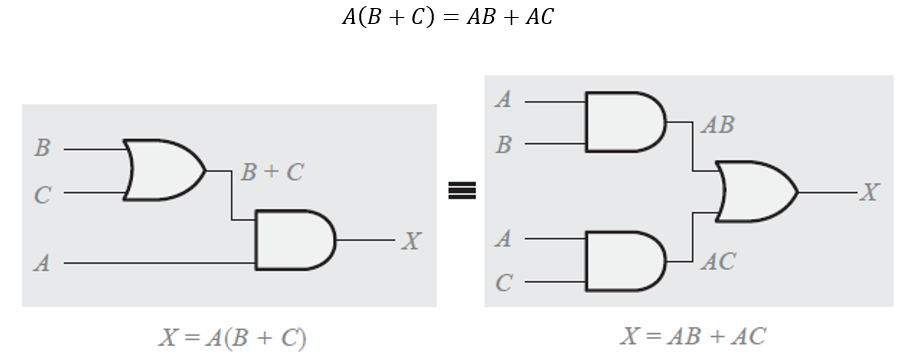 A(B + C) = AB + AC
B
C
B + C
A
X
X = A(B + C)
≡
A
B
AB
X
A
C
AC
X = AB + AC